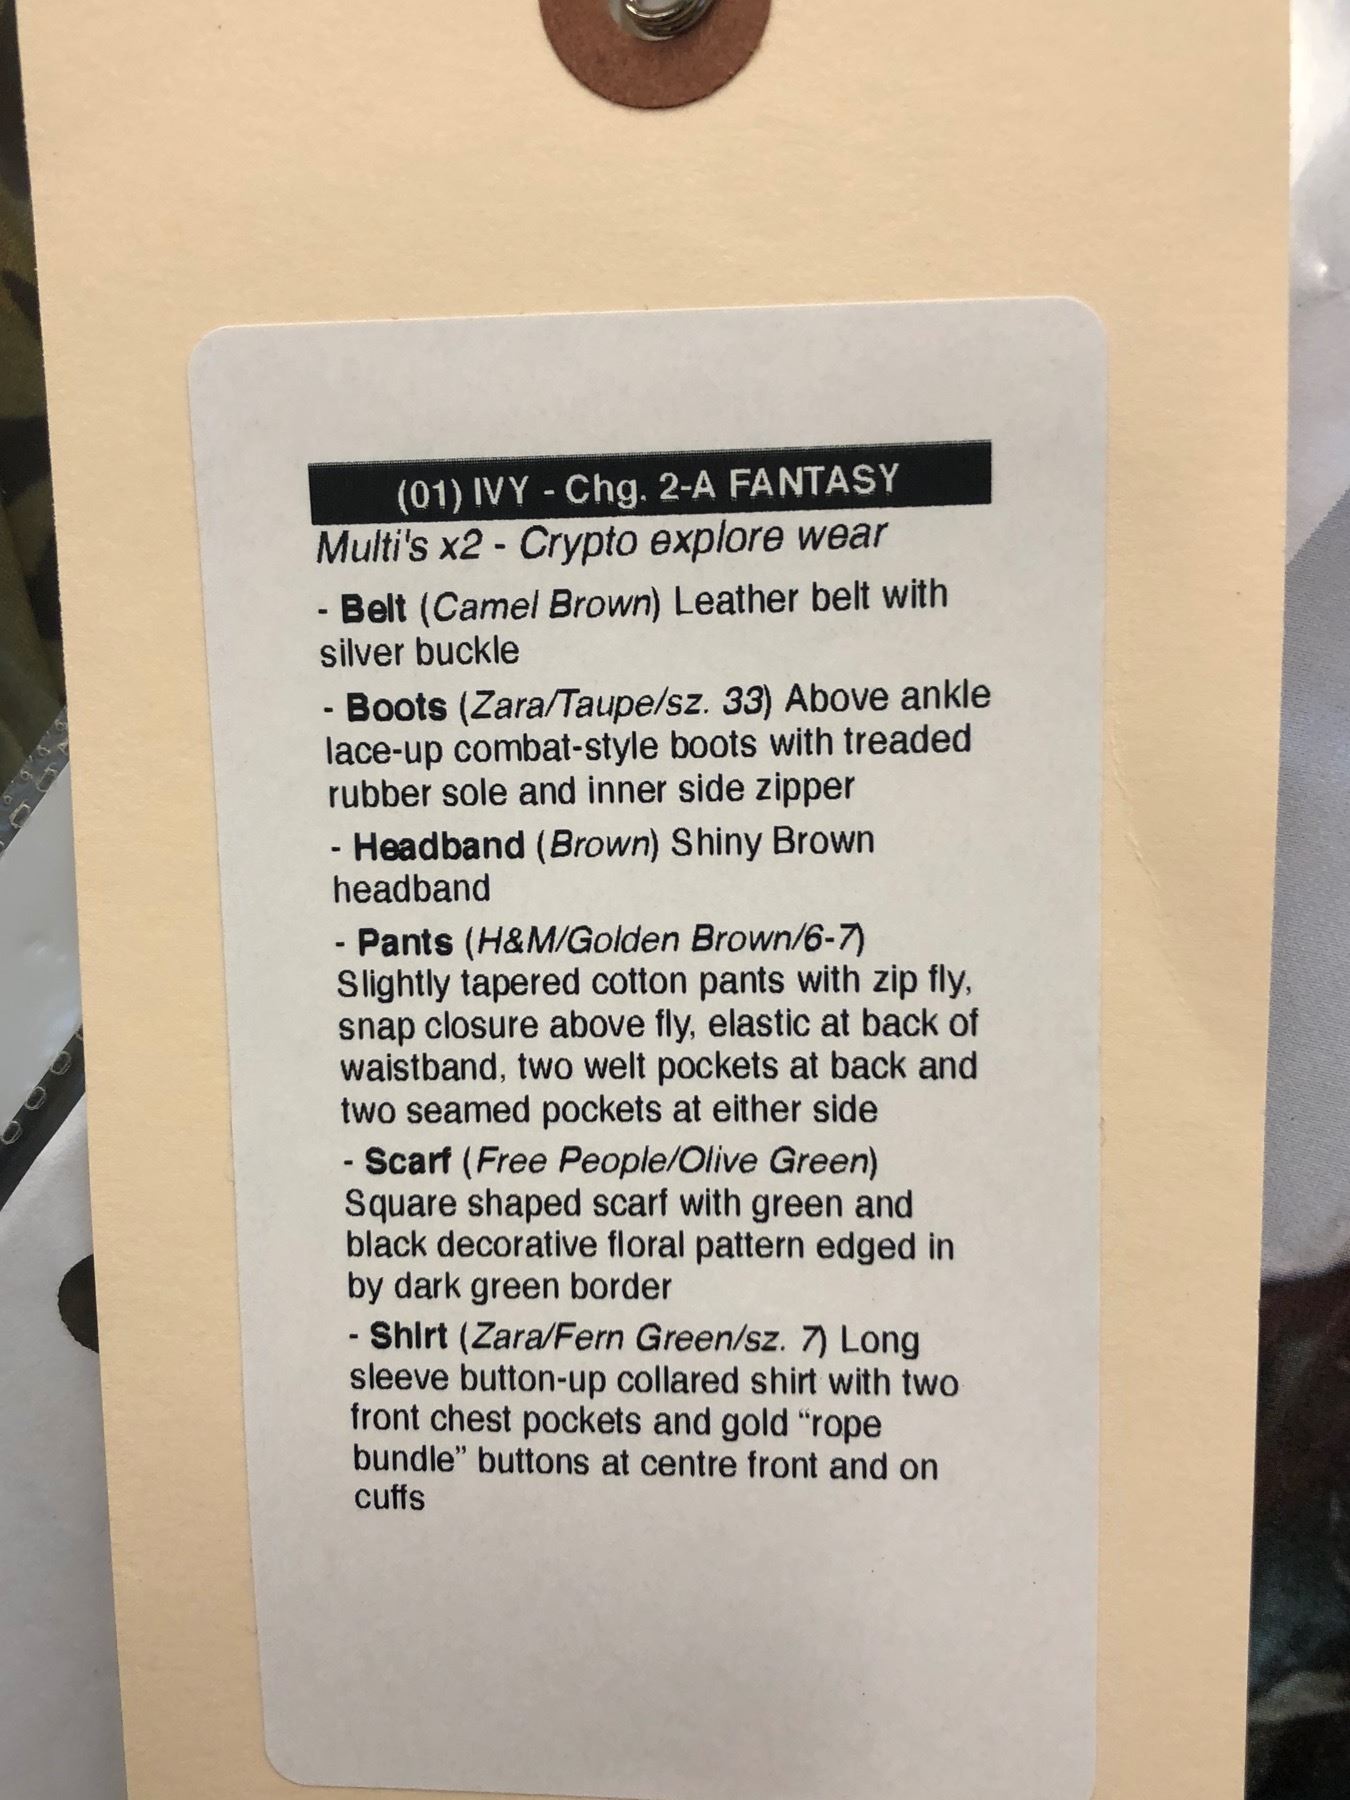 (01) IVY - Chg. 2-A FANTASY
Multi's x2 - Crypto explore wear
- Belt (Camel Brown) Leather belt with
silver buckle
- Boots (Zara/Taupe/sz. 33) Above ankle
lace-up combat-style boots with treaded
rubber sole and inner side zipper
- Headband (Brown) Shiny Brown
headband
- Pants (H&M/Golden Brown/6-7)
Slightly tapered cotton pants with zip fly,
snap closure above fly, elastic at back of
waistband, two welt pockets at back and
two seamed pockets at either side
- Scarf (Free People/Olive Green)
Square shaped scarf with green and
black decorative floral pattern edged in
by dark green border
- Shirt (Zara/Fern Green/sz. 7) Long
sleeve button-up collared shirt with two
front chest pockets and gold “rope
bundle” buttons at centre front and on
cuffs